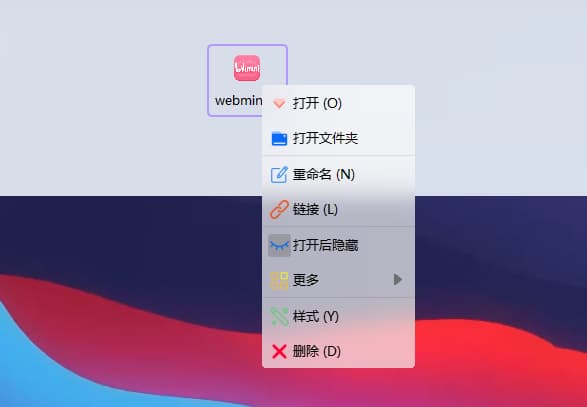 webmin
打开 (O)
打开文件夹
重命名 (N)
链接 (L)
打开后隐藏
更多
样式 (Y)
删除 (D)